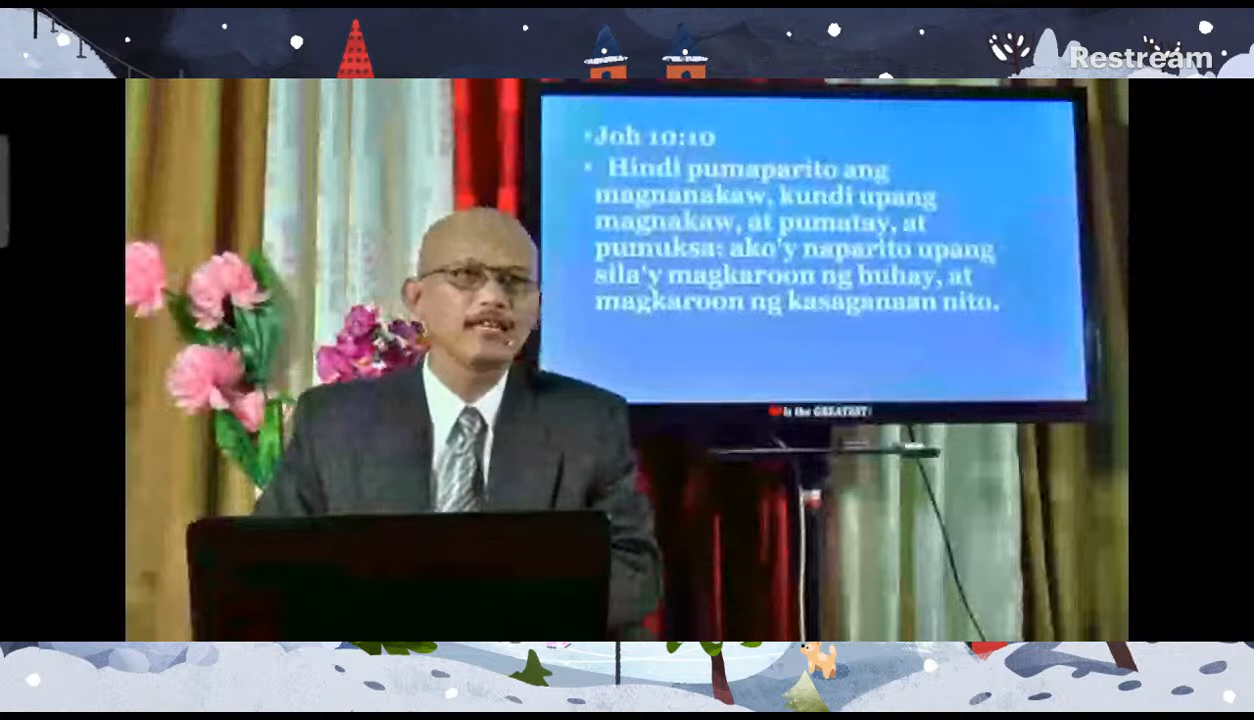 Restream
•Joh 10:10
• Hindi pumaparito ang
magnanakaw, kundi upang
magnakaw, at pumatay, at
pumuksa: ako'y naparito upang
sila'y magkaroon ng buhay, at
magkaroon ng kasaganaan nito.
is the GREATEST!